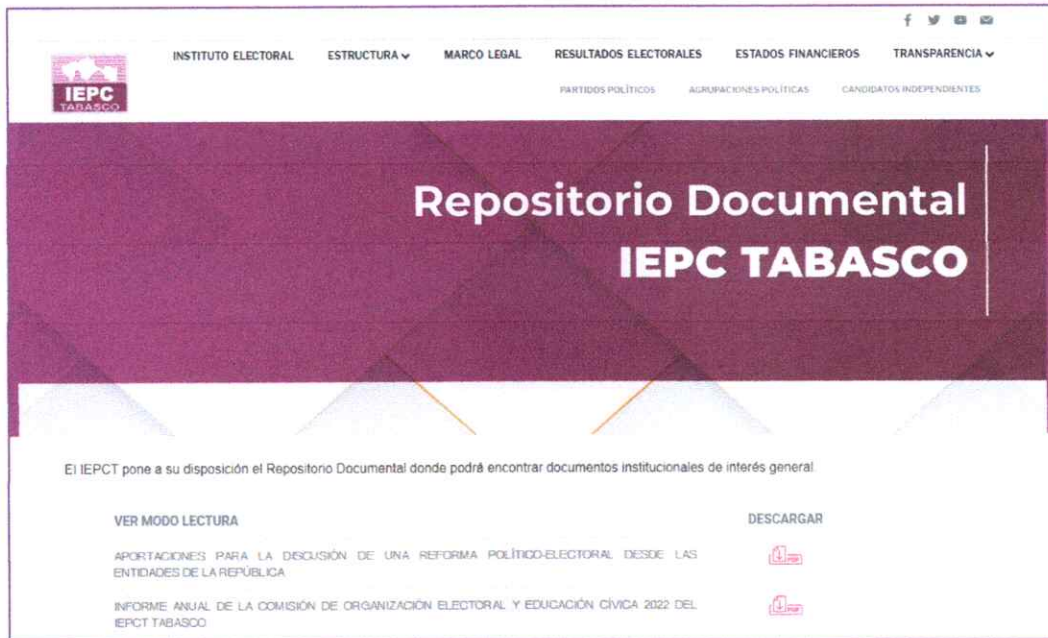 INSTITUTO ELECTORAL ESTRUCTURA MARCO LEGAL RESULTADOS ELECTORALES ESTADOS FINANCIEROS TRANSPARENCIA
IEPC
TABASCO
PARTIDOS POLÍTICOS AGRUPACIONES POLÍTICAS CANDIDATOS INDEPENDIENTES
Repositorio Documental
IEPC TABASCO
El IEPCT pone a su disposición el Repositorio Documental donde podrá encontrar documentos institucionales de interés general
VER MODO LECTURA DESCARGAR
APORTACIONES PARA LA DISCUSIÓN DE UNA REFORMA POLÍTICO-ELECTORAL DESDE LAS
ENTIDADES DE LA REPÚBLICA
PDF
INFORME ANUAL DE LA COMISIÓN DE ORGANIZACIÓN ELECTORAL Y EDUCACIÓN CÍVICA 2022 DEL
IEPCT TABASCO
PDF